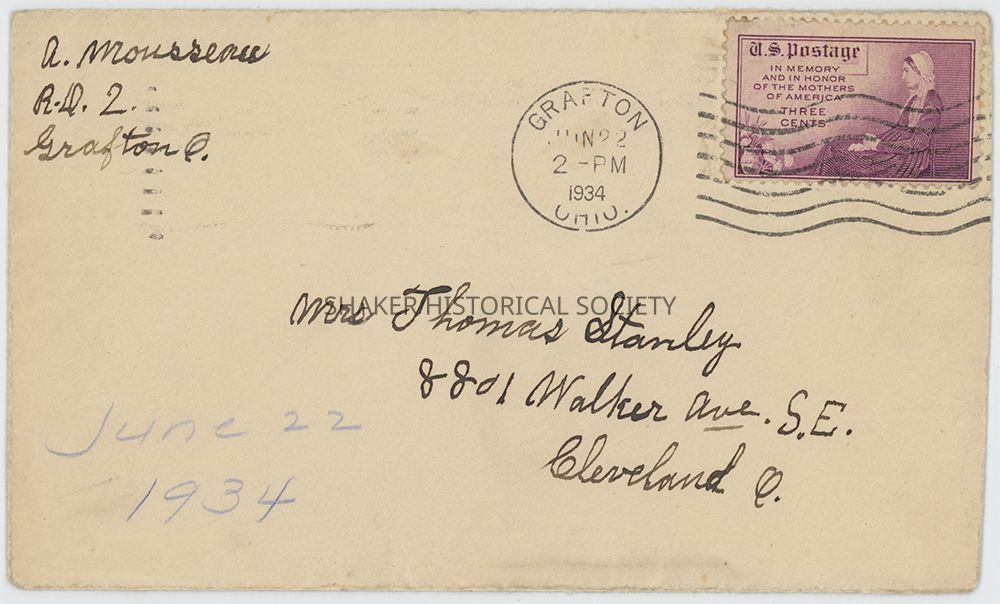 A. Mousseau
R.D. 2.
Grafton O.
GRAFTON
JUN 22
2-PM
1934
OHIO.
U.S. Postage
IN MEMORY
AND IN HONOR
OF THE MOTHERS
OF AMERICA
THREE
CENTS
SHAKER HISTORICAL SOCIETY
Mrs Thomas Stanley
8801 Walker Ave. S.E.
Cleveland O.
June 22
1934